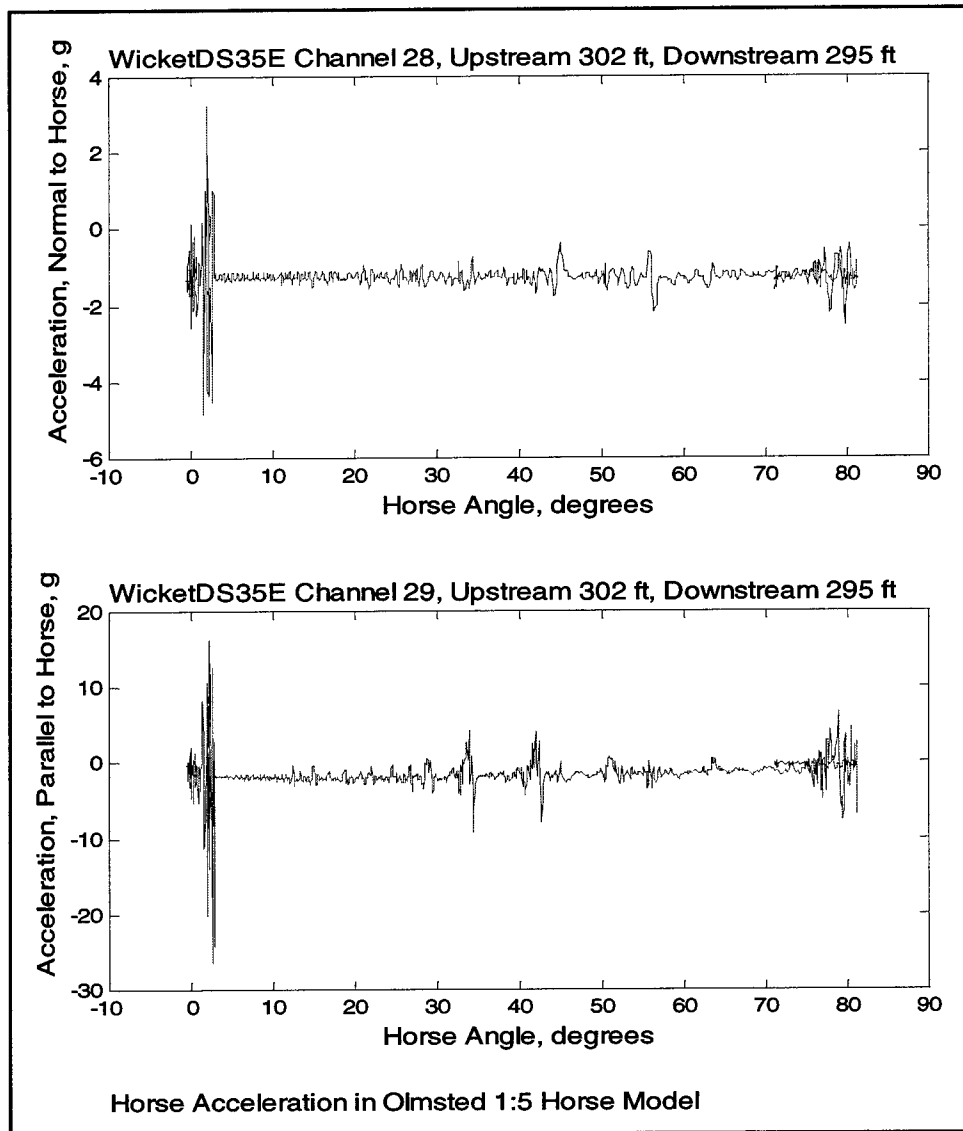 WicketDS35E Channel 28, Upstream 302 ft, Downstream 295 ft
Acceleration, Normal to Horse, g
4
2
0
-2
-4
-6
-10 0 10 20 30 40 50 60 70 80 90
Horse Angle, degrees
WicketDS35E Channel 29, Upstream 302 ft, Downstream 295 ft
Acceleration, Parallel to Horse, g
20
10
0
-10
-20
-30
-10 0 10 20 30 40 50 60 70 80 90
Horse Angle, degrees
Horse Acceleration in Olmsted 1:5 Horse Model